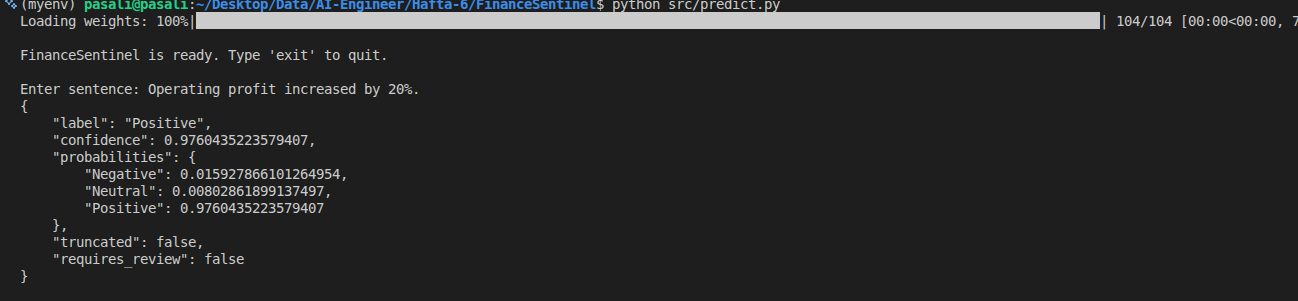 (myenv) pasali@pasali:~/Desktop/Data/AI-Engineer/Hafta-6/FinanceSentinel$ python src/predict.py
Loading weights: 100%|██████████| 104/104 [00:00<00:00, 7
FinanceSentinel is ready. Type 'exit' to quit.
Enter sentence: Operating profit increased by 20%.
{
    "label": "Positive",
    "confidence": 0.9760435223579407,
    "probabilities": {
        "Negative": 0.015927866101264954,
        "Neutral": 0.00802861899137497,
        "Positive": 0.9760435223579407
    },
    "truncated": false,
    "requires_review": false
}